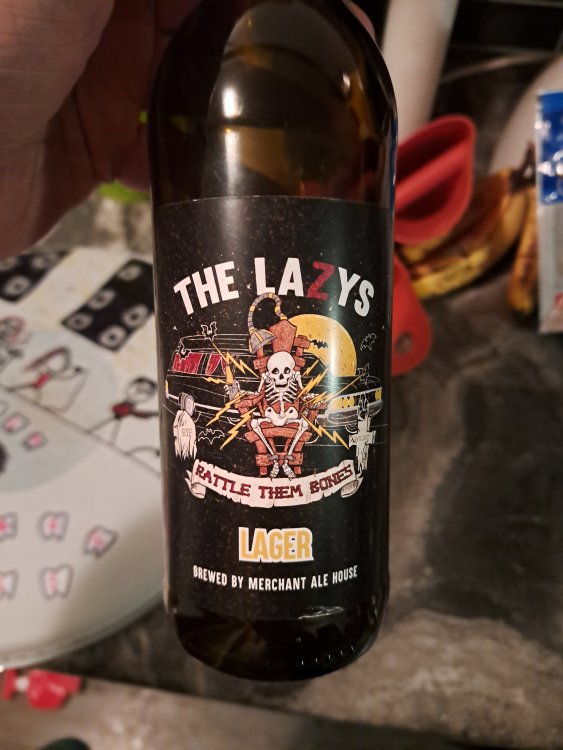 THE LAZYS
RATTLE THEM BONES
LAGER
BREWED BY MERCHANT ALE HOUSE